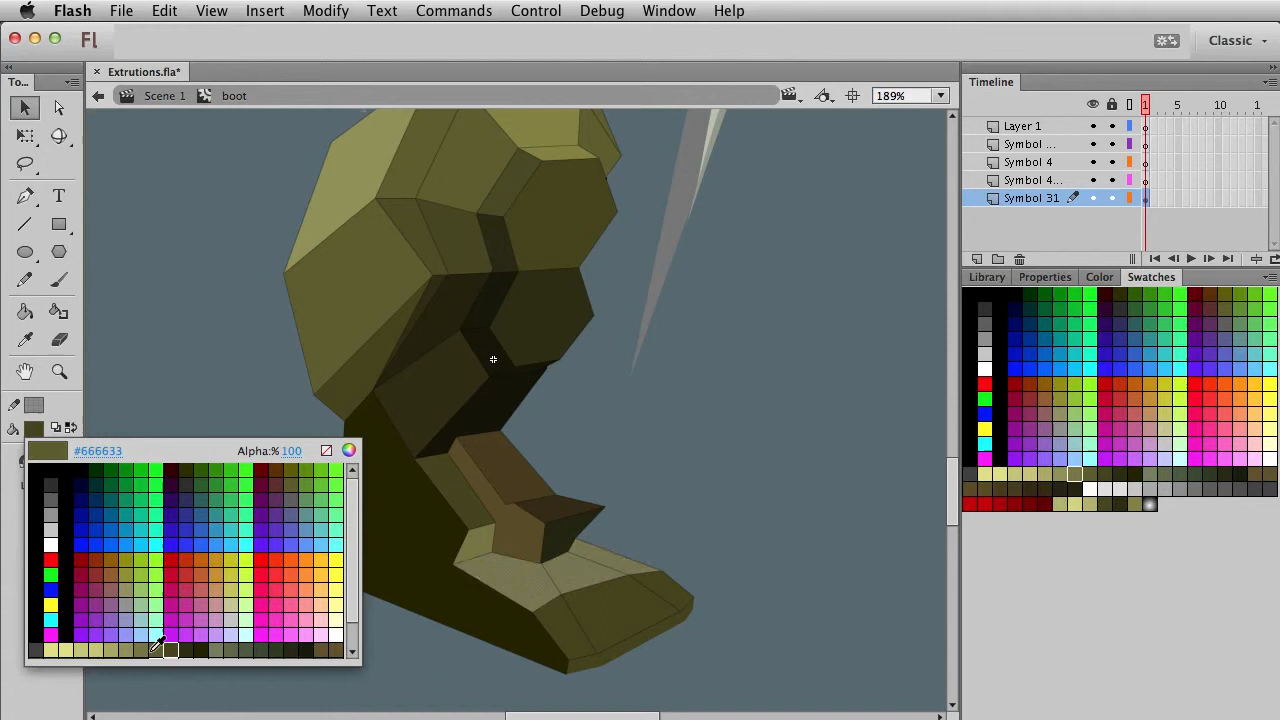 Flash File Edit View Insert Modify Text Commands Control Debug Window Help
Fl Classic
To... × Extrutions.fla* Timeline
Scene 1 boot 189% 1 5 10 1
Layer 1
Symbol ...
Symbol 4
Symbol 4...
Symbol 31
T
Library Properties Color Swatches
#666633 Alpha:% 100